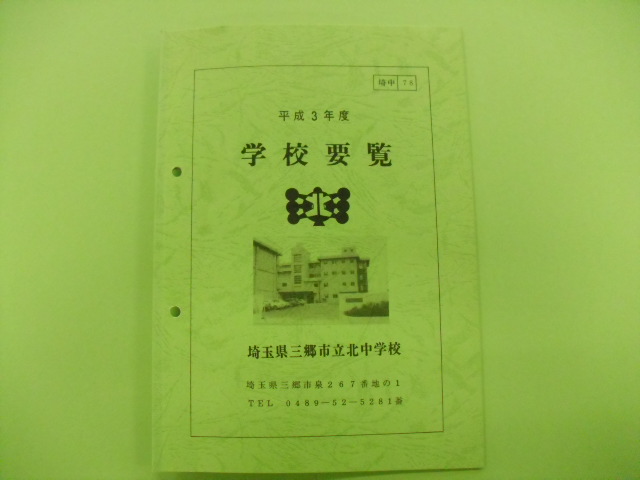 埼中 78
平成3年度
学校要覧
埼玉県三郷市立北中学校
埼玉県三郷市泉267番地の1
TEL 0489―52―5281番